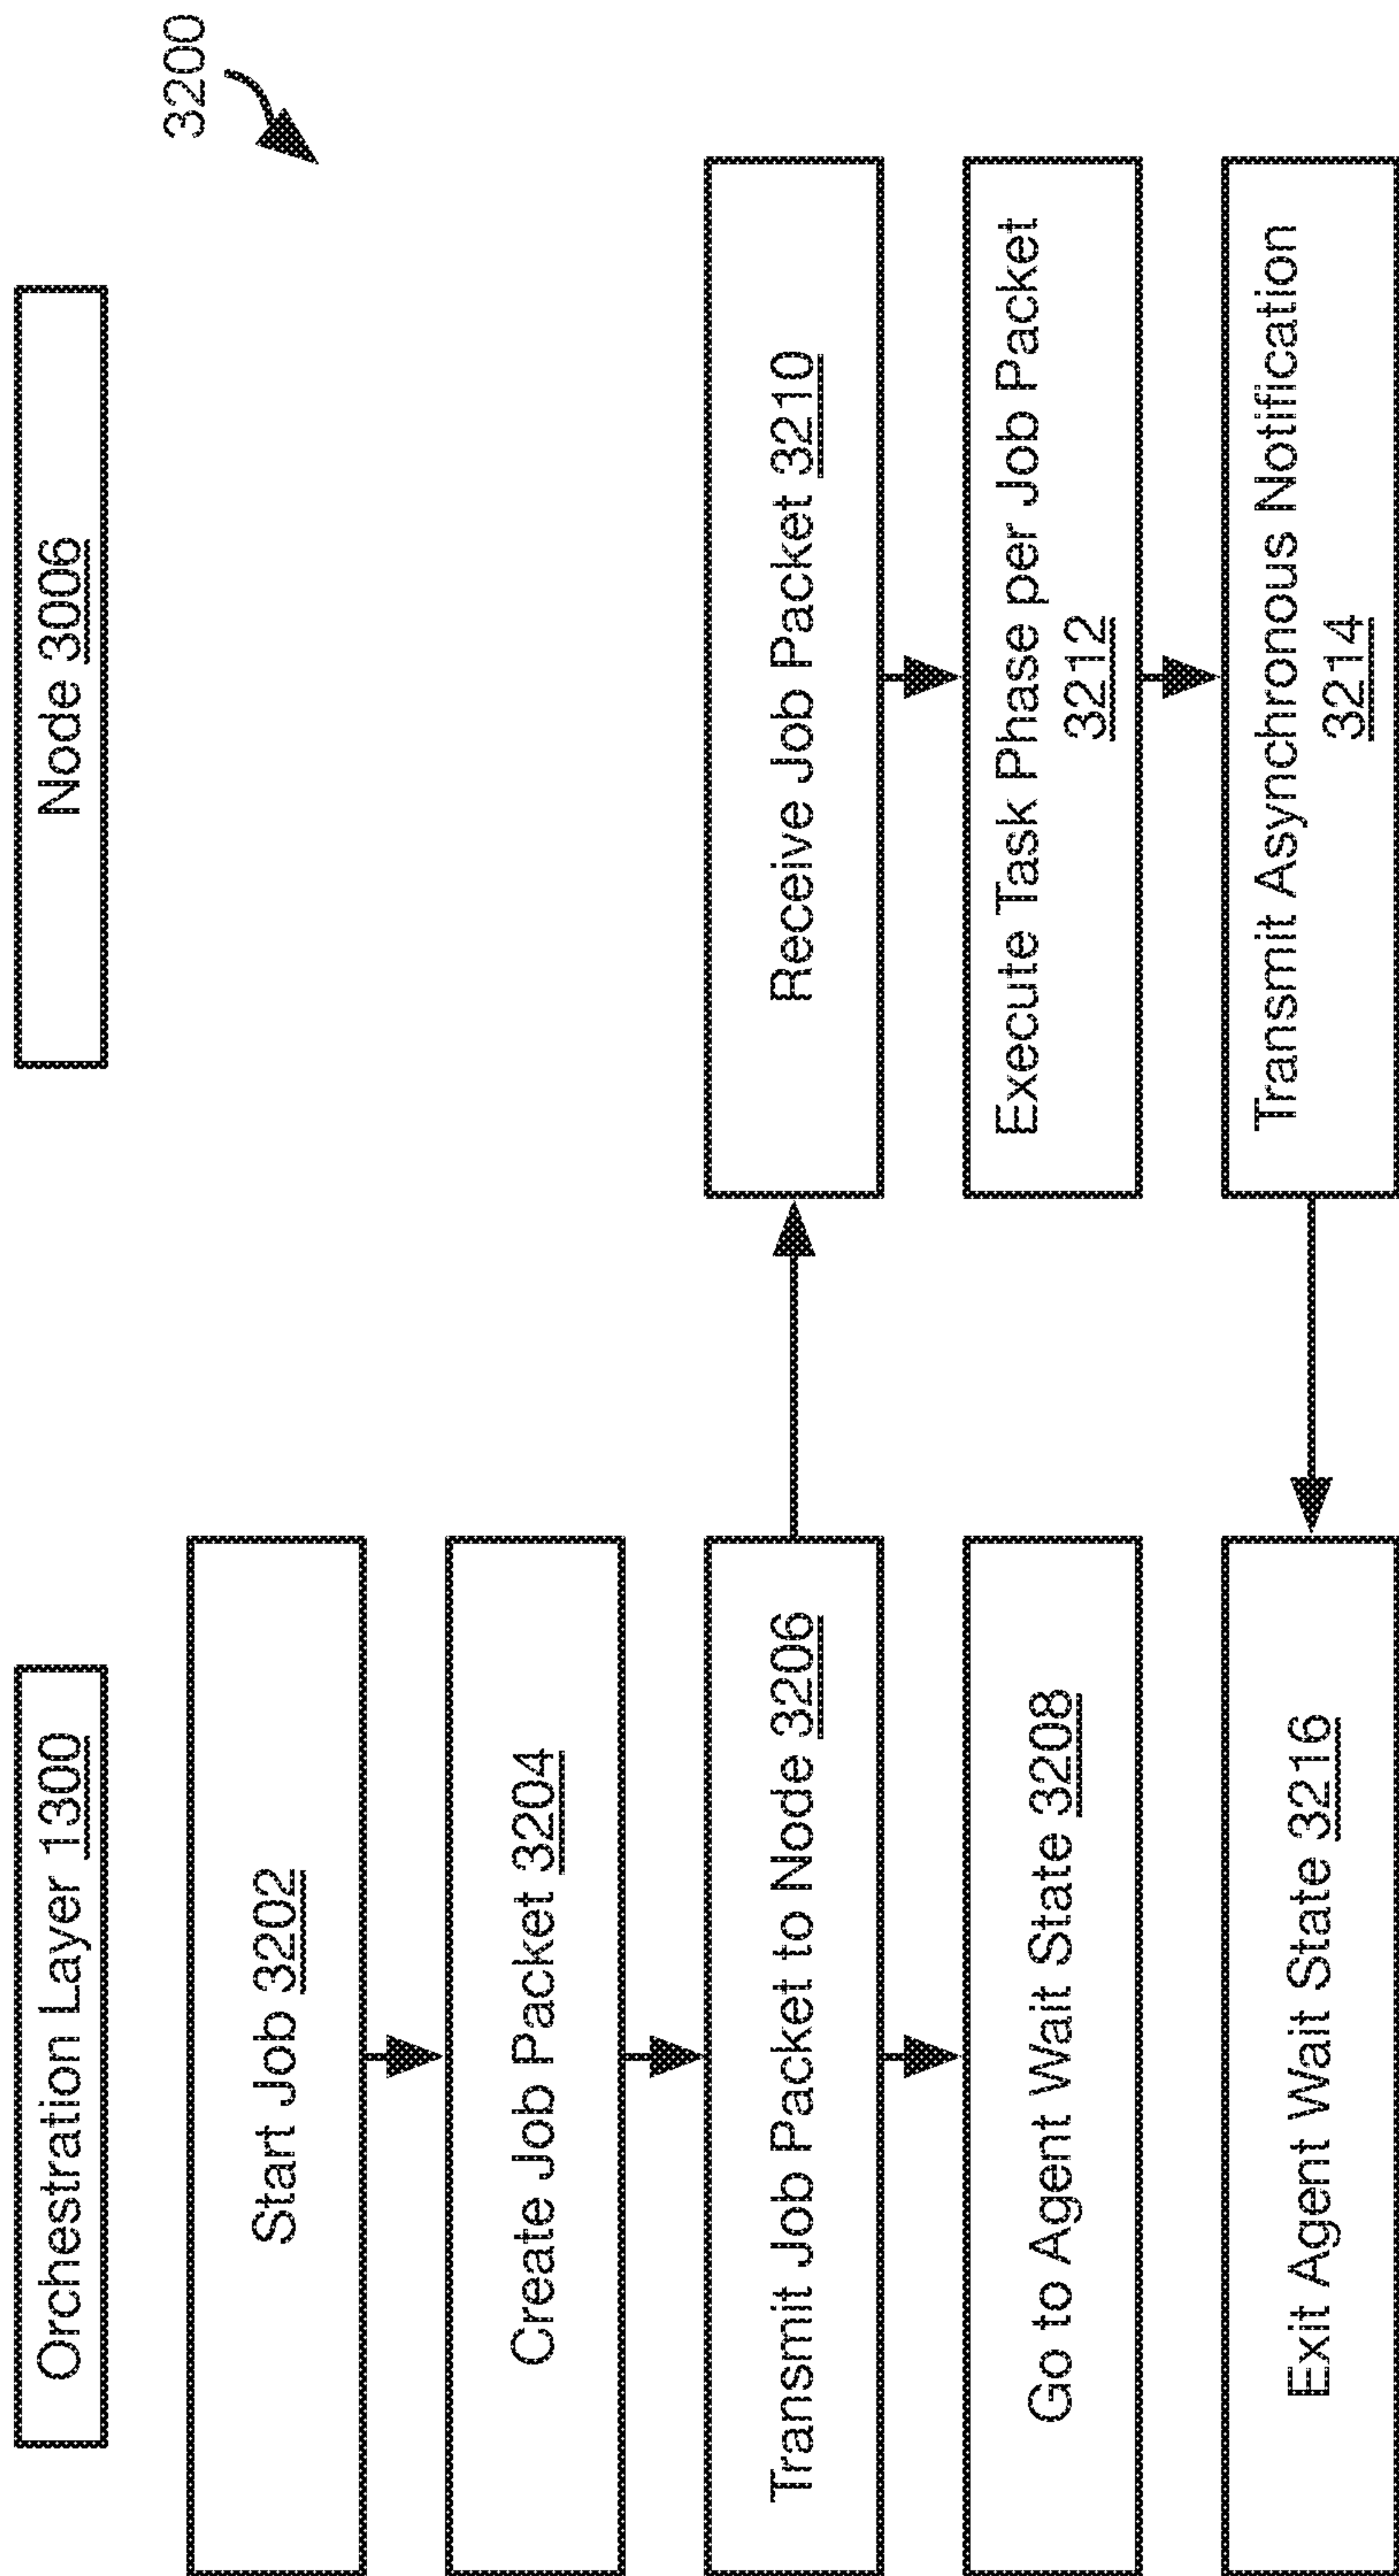 3200
Orchestration Layer 1300
Node 3006
Start Job 3202
Create Job Packet 3204
Transmit Job Packet to Node 3206
Receive Job Packet 3210
Go to Agent Wait State 3208
Execute Task Phase per Job Packet
3212
Exit Agent Wait State 3216
Transmit Asynchronous Notification
3214